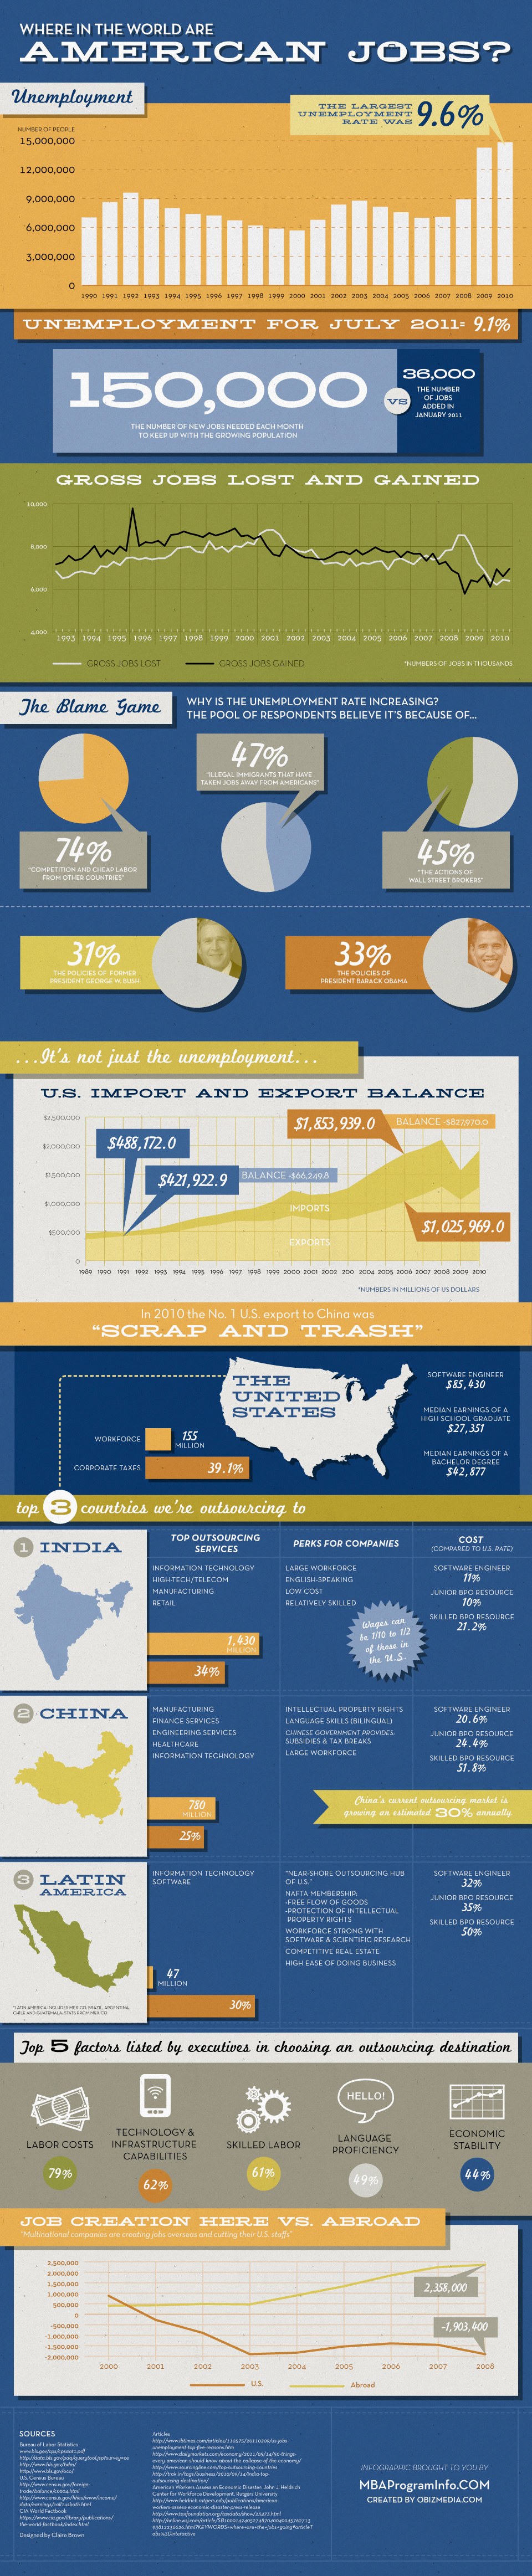 WHERE IN THE WORLD ARE
AMERICAN JOBS?
Unemployment
THE LARGEST
UNEMPLOYMENT
RATE WAS
9.6%
NUMBER OF PEOPLE
15,000,000
12,000,000
9,000,000
6,000,000
3,000,000
0
1990 1991 1992 1993 1994 1995 1996 1997 1998 1999 2000 2001 2002 2003 2004 2005 2006 2007 2008 2009 2010
UNEMPLOYMENT FOR JULY 2011= 9.1%
150,000
THE NUMBER OF NEW JOBS NEEDED EACH MONTH
TO KEEP UP WITH THE GROWING POPULATION
VS
36,000
THE NUMBER
OF JOBS
ADDED IN
JANUARY 2011
GROSS JOBS LOST AND GAINED
10,000
8,000
6,000
4,000
1993 1994 1995 1996 1997 1998 1999 2000 2001 2002 2003 2004 2005 2006 2007 2008 2009 2010
GROSS JOBS LOST
GROSS JOBS GAINED
*NUMBERS OF JOBS IN THOUSANDS
The Blame Game
WHY IS THE UNEMPLOYMENT RATE INCREASING?
THE POOL OF RESPONDENTS BELIEVE IT'S BECAUSE OF...
47%
"ILLEGAL IMMIGRANTS THAT HAVE
TAKEN JOBS AWAY FROM AMERICANS"
74%
"COMPETITION AND CHEAP LABOR
FROM OTHER COUNTRIES"
45%
"THE ACTIONS OF
WALL STREET BROKERS"
31%
THE POLICIES OF FORMER
PRESIDENT GEORGE W. BUSH
33%
THE POLICIES OF
PRESIDENT BARACK OBAMA
...It's not just the unemployment...
U.S. IMPORT AND EXPORT BALANCE
$2,500,000
$2,000,000
$1,500,000
$1,000,000
$500,000
0
$1,853,939.0
BALANCE -$827,970.0
$488,172.0
$421,922.9
BALANCE -$66,249.8
IMPORTS
EXPORTS
$1,025,969.0
1989 1990 1991 1992 1993 1994 1995 1996 1997 1998 1999 2000 2001 2002 200 2004 2005 2006 2007 2008 2009 2010
*NUMBERS IN MILLIONS OF US DOLLARS
In 2010 the No. 1 U.S. export to China was
"SCRAP AND TRASH"
THE
UNITED
STATES
WORKFORCE
155
MILLION
CORPORATE TAXES
39.1%
SOFTWARE ENGINEER
$85,430
MEDIAN EARNINGS OF A
HIGH SCHOOL GRADUATE
$27,351
MEDIAN EARNINGS OF A
BACHELOR DEGREE
$42,877
top 3 countries we're outsourcing to
1 INDIA
TOP OUTSOURCING
SERVICES
INFORMATION TECHNOLOGY
HIGH-TECH/TELECOM
MANUFACTURING
RETAIL
1,430
MILLION
34%
PERKS FOR COMPANIES
LARGE WORKFORCE
ENGLISH-SPEAKING
LOW COST
RELATIVELY SKILLED
Wages can
be 1/10 to 1/2
of those in
the U.S.
COST
(COMPARED TO U.S. RATE)
SOFTWARE ENGINEER
11%
JUNIOR BPO RESOURCE
10%
SKILLED BPO RESOURCE
21.2%
2 CHINA
MANUFACTURING
FINANCE SERVICES
ENGINEERING SERVICES
HEALTHCARE
INFORMATION TECHNOLOGY
780
MILLION
25%
INTELLECTUAL PROPERTY RIGHTS
LANGUAGE SKILLS (BILINGUAL)
CHINESE GOVERNMENT PROVIDES:
SUBSIDIES & TAX BREAKS
LARGE WORKFORCE
SOFTWARE ENGINEER
20.6%
JUNIOR BPO RESOURCE
24.4%
SKILLED BPO RESOURCE
51.8%
China's current outsourcing market is
growing an estimated 30% annually
3 LATIN
AMERICA
*LATIN AMERICA INCLUDES MEXICO, BRAZIL, ARGENTINA,
CHILE AND GUATEMALA. STATS FROM MEXICO
INFORMATION TECHNOLOGY
SOFTWARE
47
MILLION
30%
"NEAR-SHORE OUTSOURCING HUB
OF U.S."
NAFTA MEMBERSHIP:
-FREE FLOW OF GOODS
-PROTECTION OF INTELLECTUAL
PROPERTY RIGHTS
WORKFORCE STRONG WITH
SOFTWARE & SCIENTIFIC RESEARCH
COMPETITIVE REAL ESTATE
HIGH EASE OF DOING BUSINESS
SOFTWARE ENGINEER
32%
JUNIOR BPO RESOURCE
35%
SKILLED BPO RESOURCE
50%
Top 5 factors listed by executives in choosing an outsourcing destination
LABOR COSTS
79%
TECHNOLOGY &
INFRASTRUCTURE
CAPABILITIES
62%
SKILLED LABOR
61%
HELLO!
LANGUAGE
PROFICIENCY
49%
ECONOMIC
STABILITY
44%
JOB CREATION HERE VS. ABROAD
"Multinational companies are creating jobs overseas and cutting their U.S. staffs"
2,500,000
2,000,000
1,500,000
1,000,000
500,000
0
-500,000
-1,000,000
-1,500,000
-2,000,000
2,358,000
-1,903,400
2000 2001 2002 2003 2004 2005 2006 2007 2008
U.S.
Abroad
SOURCES
Bureau of Labor Statistics
U.S. Census Bureau
CIA World Factbook
Designed by Claire Brown
Articles
American Workers Assess an Economic Disaster. John J. Heldrich
Center for Workforce Development, Rutgers University
INFOGRAPHIC BROUGHT TO YOU BY
MBAProgramInfo.COM
CREATED BY OBIZMEDIA.COM